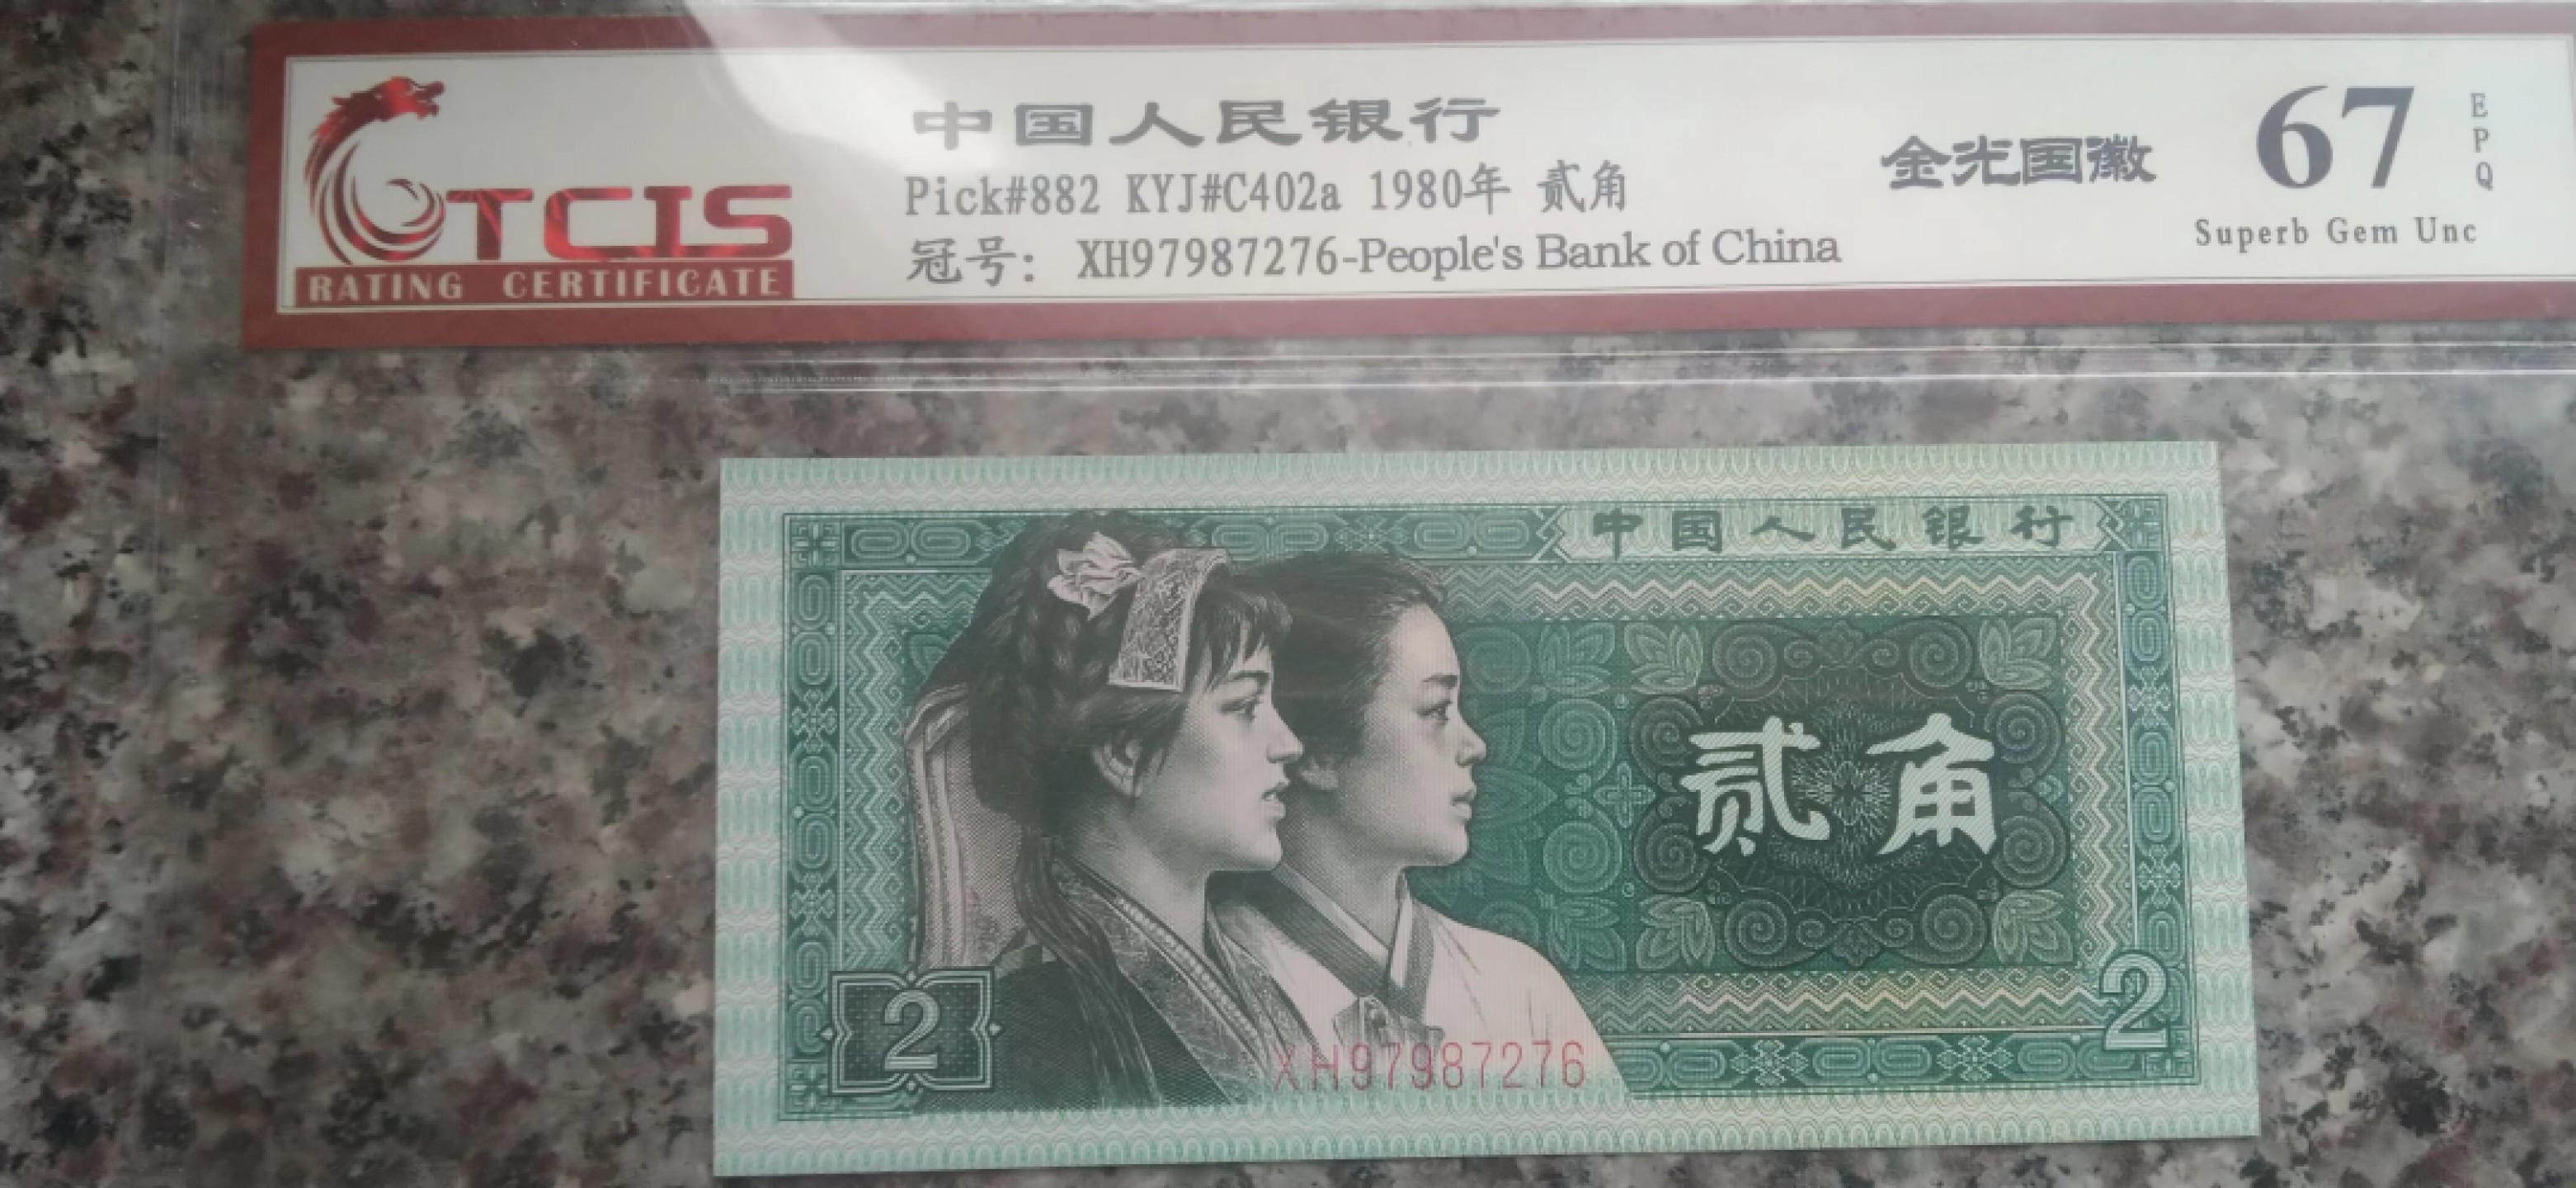 TCIS
RATING CERTIFICATE
中国人民银行
Pick#882 KYJ#C402a 1980年 贰角
冠号: XH97987276-People's Bank of China
金光国徽
67
EPQ
Superb Gem Unc
中国人民银行
贰角
2
2
XH97987276